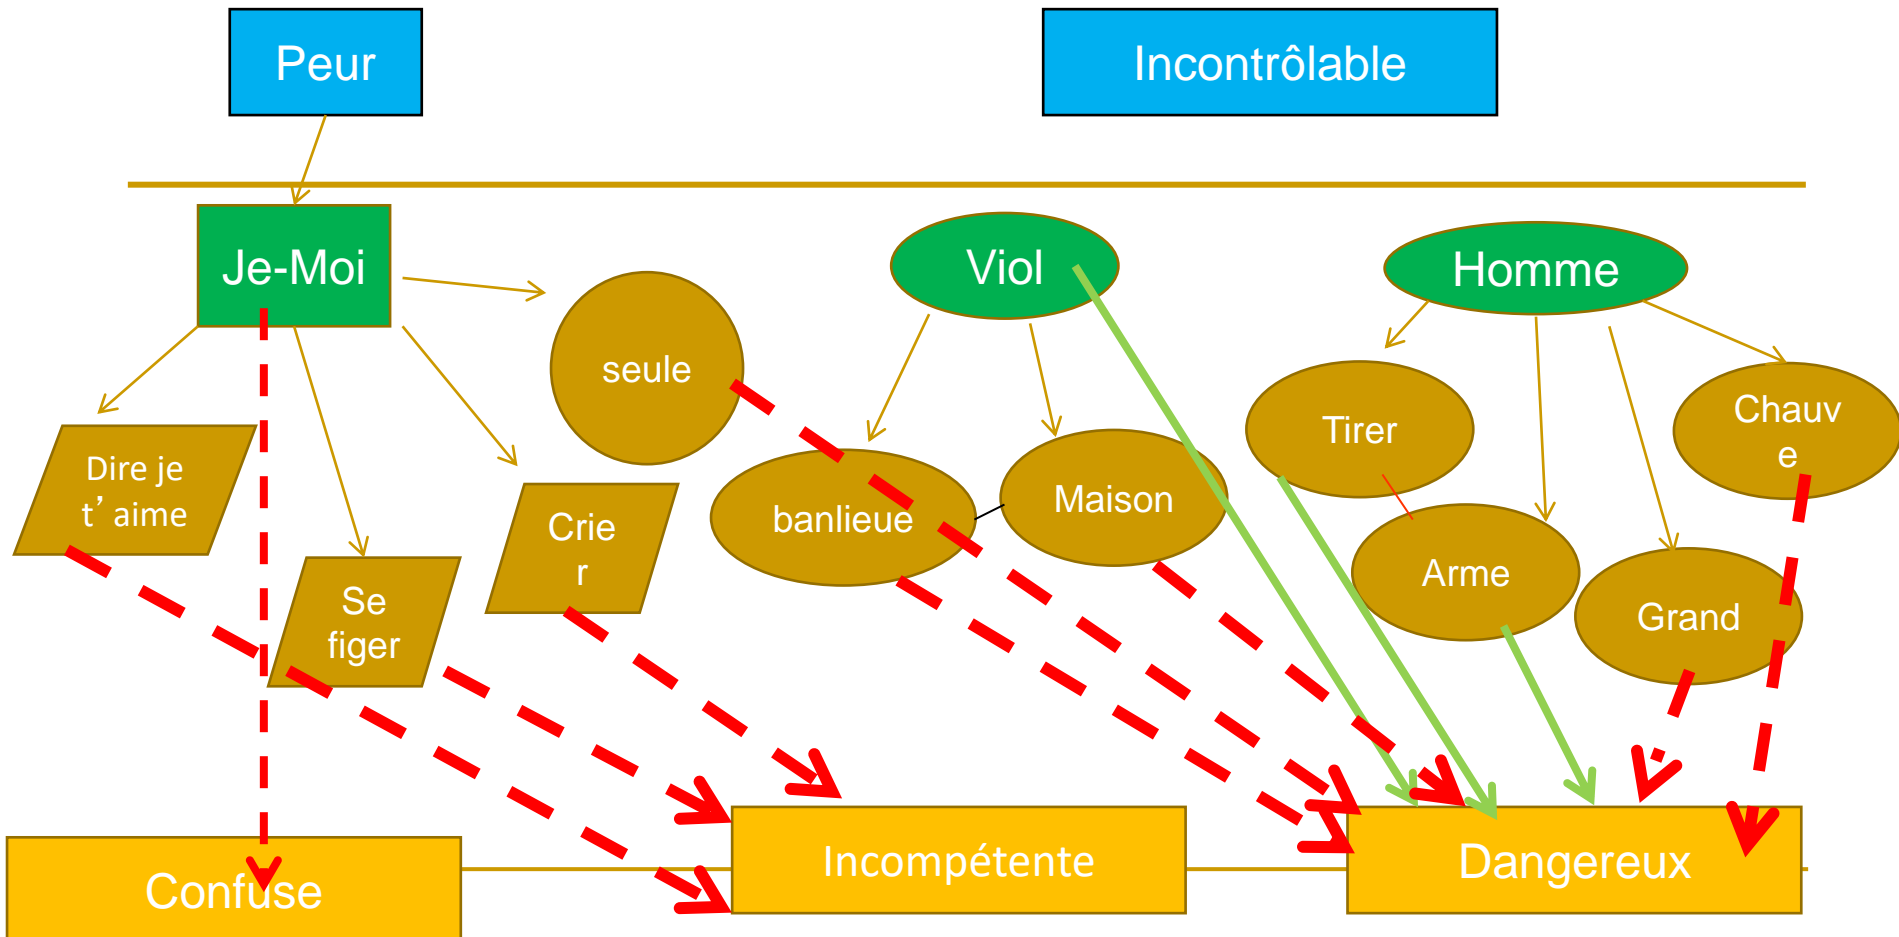 Peur
Incontrôlable
Je-Moi
Viol
Homme
seule
Tirer
Chauv
e
Dire je
t’ aime
Crie
r
banlieue
Maison
Arme
Se
figer
Grand
Confuse
Incompétente
Dangereux